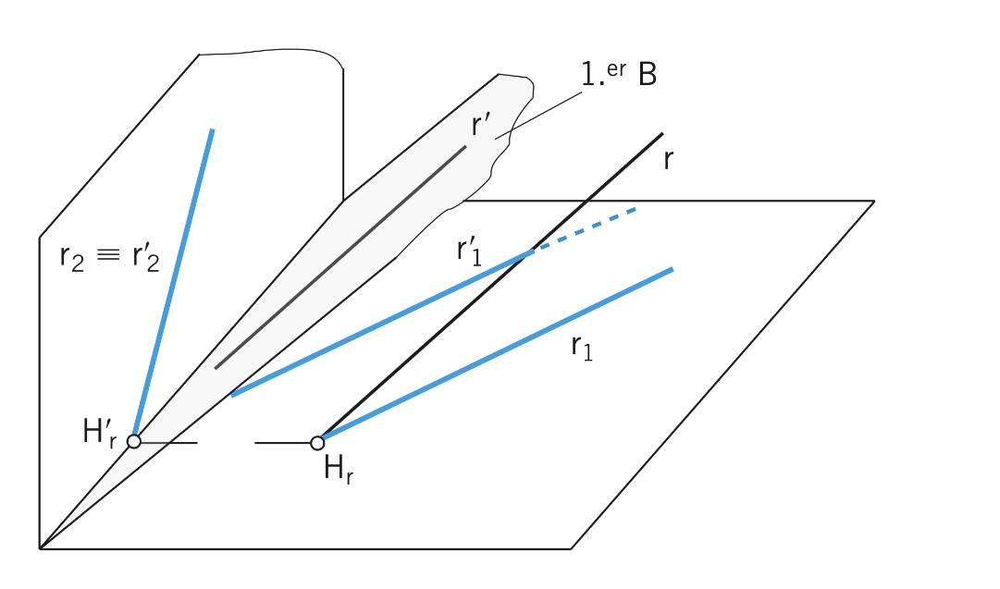 1.ᵉʳ B
r′
r
r₂ ≡ r′₂
r′₁
r₁
H′ᵣ
Hᵣ